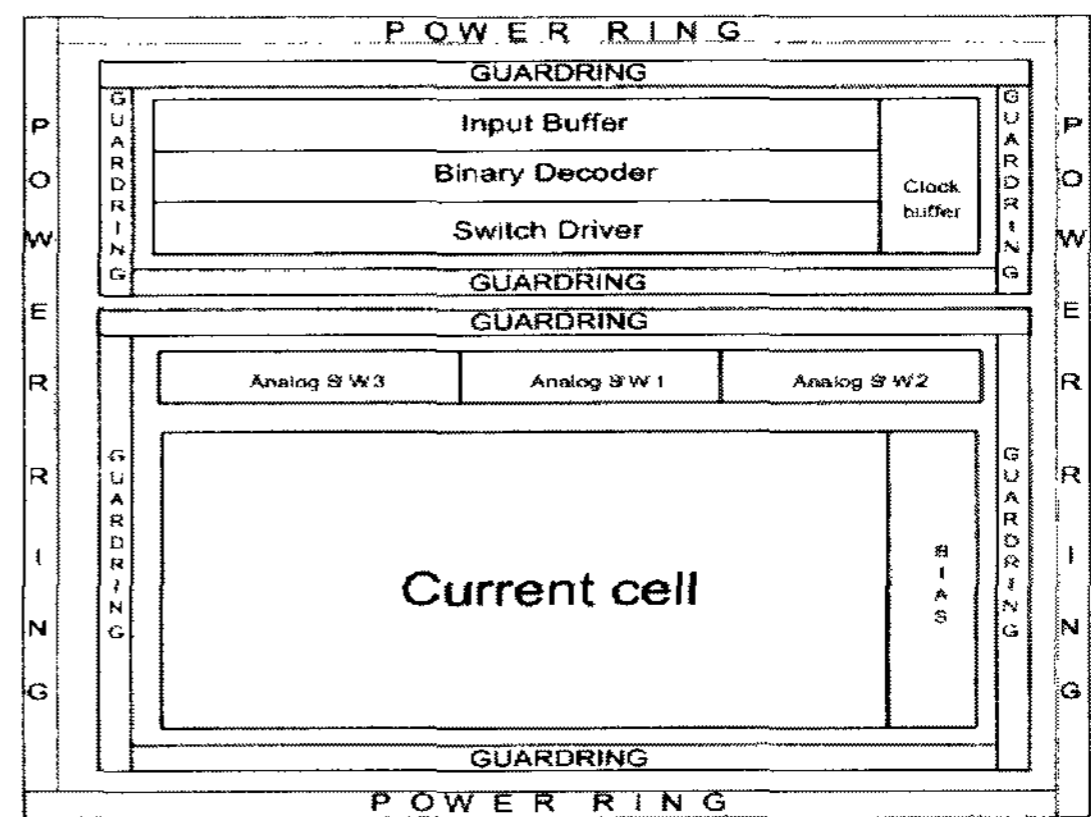 POWER RING
GUARDRING
GUARDRING
Input Buffer
Binary Decoder
Switch Driver
Clock
buffer
GUARDRING
GUARDRING
GUARDRING
Analog SW3
Analog SW1
Analog SW2
GUARDRING
Current cell
BIAS
GUARDRING
GUARDRING
POWER RING
POWER RING
POWER RING